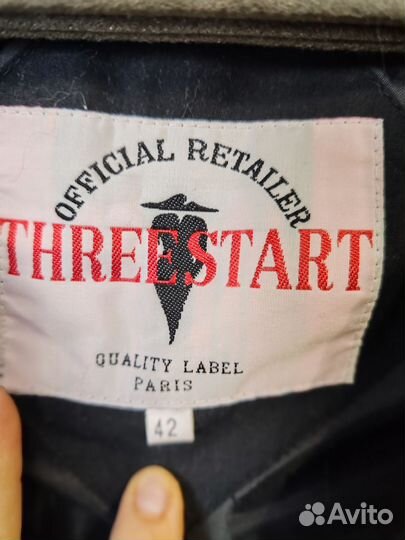 OFFICIAL RETAILER
THREESTART
QUALITY LABEL
PARIS
42
Avito